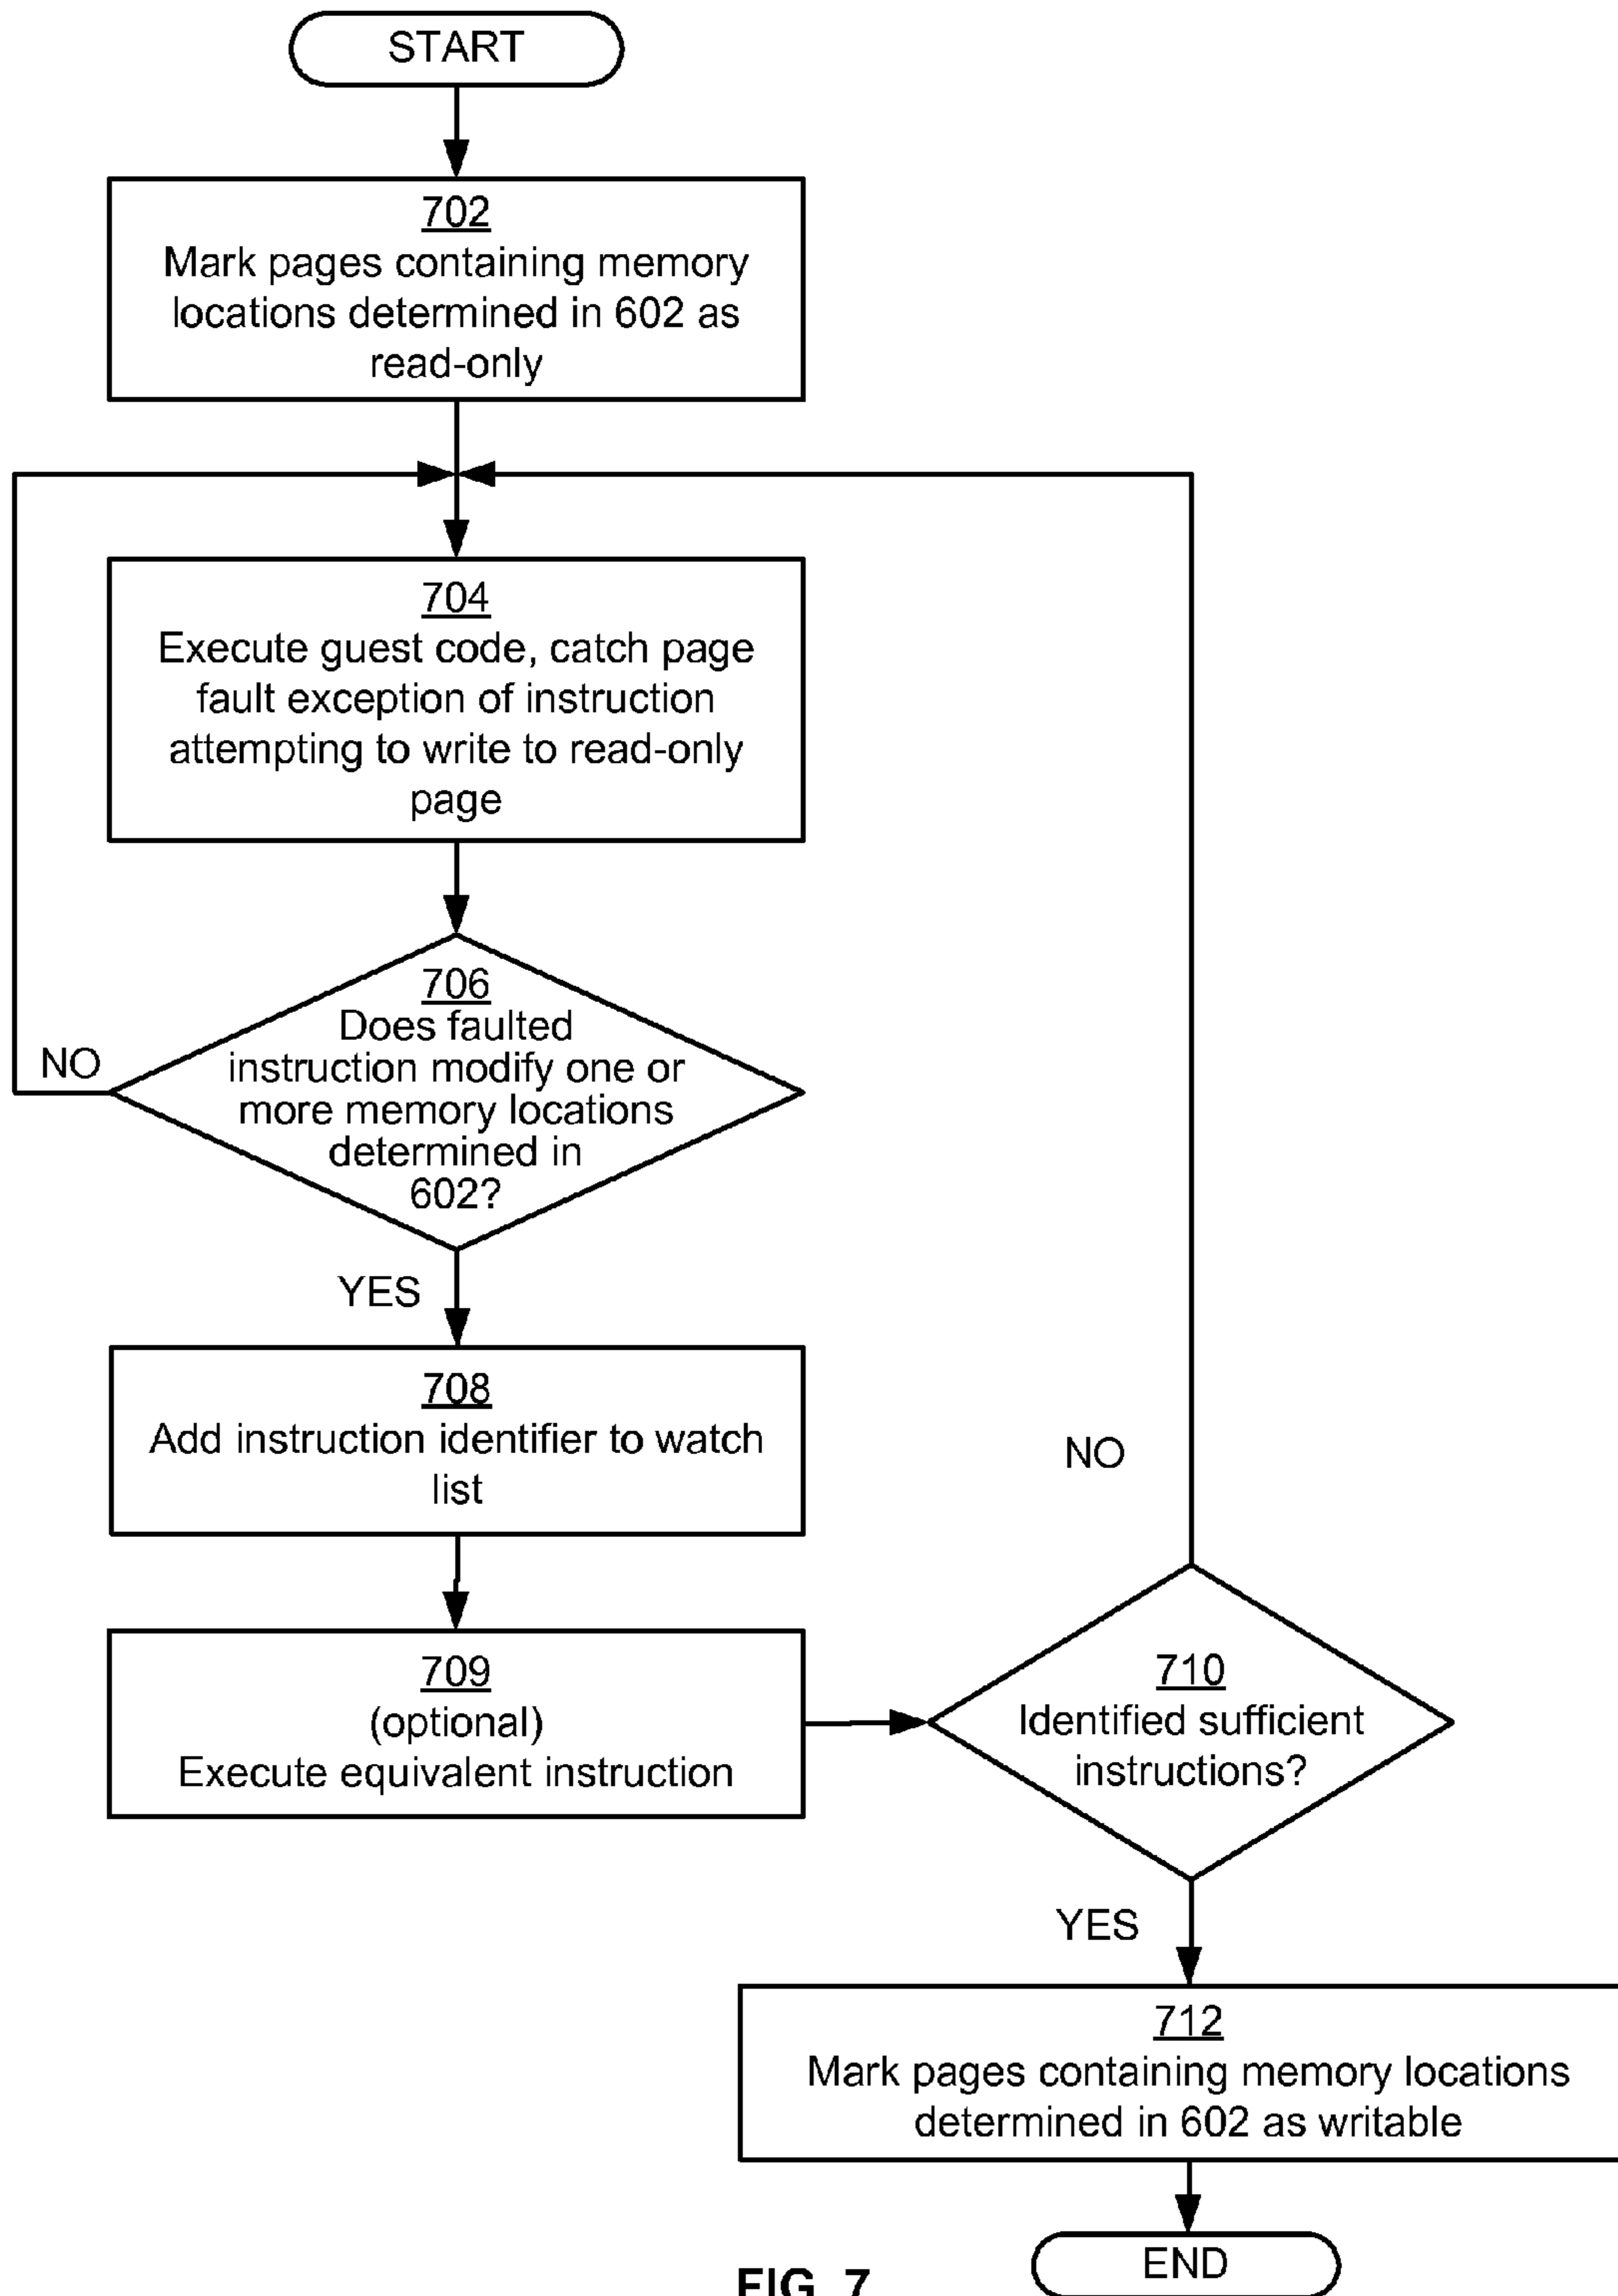 START
702
Mark pages containing memory
locations determined in 602 as
read-only
704
Execute guest code, catch page
fault exception of instruction
attempting to write to read-only
page
706
Does faulted
instruction modify one or
more memory locations
determined in
602?
NO
YES
708
Add instruction identifier to watch
list
NO
709
(optional)
Execute equivalent instruction
710
Identified sufficient
instructions?
YES
712
Mark pages containing memory locations
determined in 602 as writable
END
FIG. 7